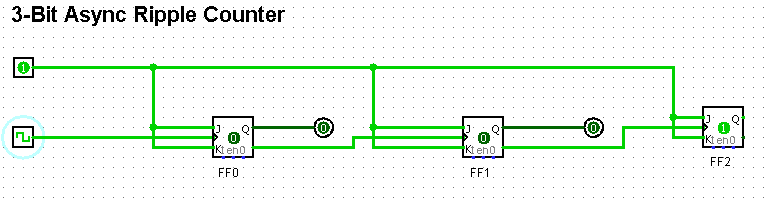 3-Bit Async Ripple Counter
1
J Q
0
K en0
FF0
0
J Q
0
K en0
FF1
0
J Q
1
K en0
FF2